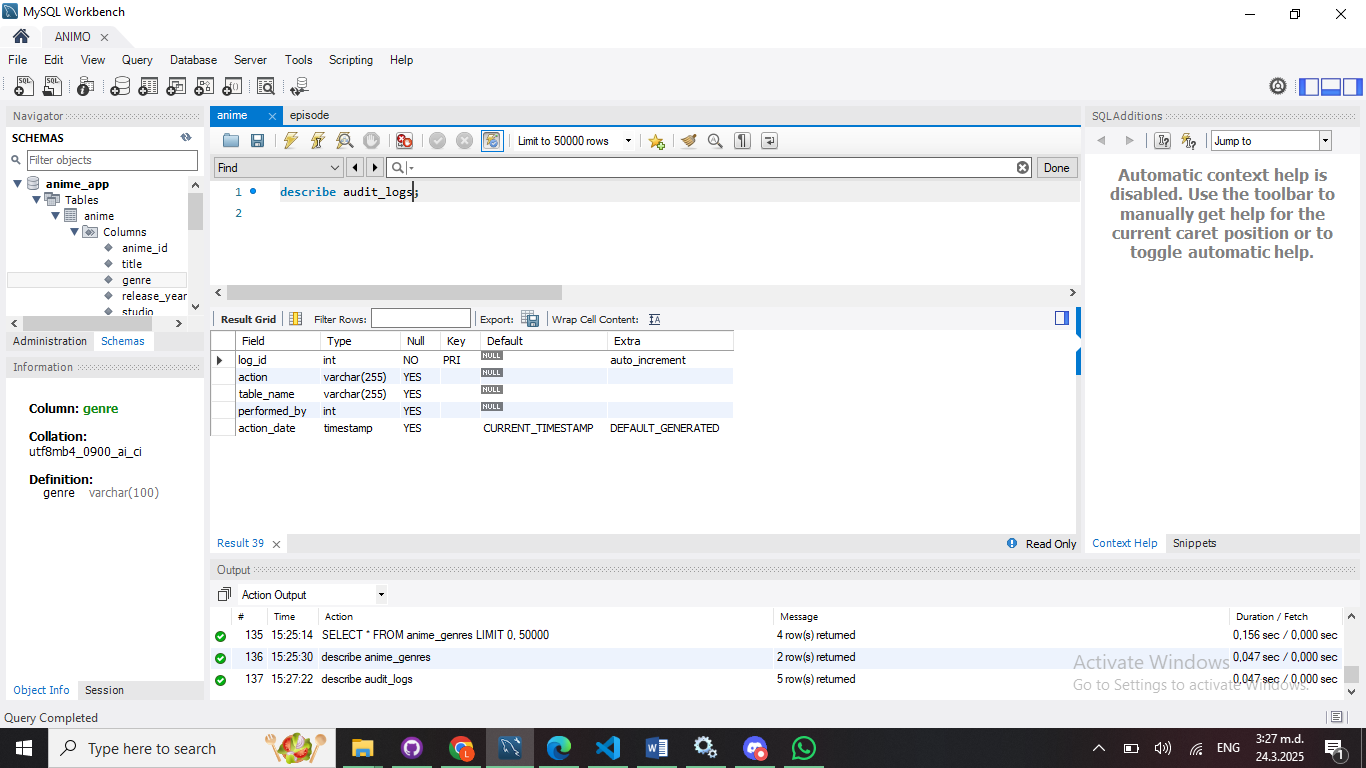 MySQL Workbench
ANIMO
File Edit View Query Database Server Tools Scripting Help
Navigator
SCHEMAS
Filter objects
anime_app
Tables
anime
Columns
anime_id
title
genre
release_year
studio
Administration Schemas
Information
Column: genre
Collation:
utf8mb4_0900_ai_ci
Definition:
genre varchar(100)
Object Info Session
anime episode
Limit to 50000 rows
Find Done
1 describe audit_logs;
2
Result Grid Filter Rows: Export: Wrap Cell Content:
Field Type Null Key Default Extra
log_id int NO PRI NULL auto_increment
action varchar(255) YES NULL
table_name varchar(255) YES NULL
performed_by int YES NULL
action_date timestamp YES CURRENT_TIMESTAMP DEFAULT_GENERATED
Result 39 Read Only
SQLAdditions
Jump to
Automatic context help is
disabled. Use the toolbar to
manually get help for the
current caret position or to
toggle automatic help.
Context Help Snippets
Output
Action Output
# Time Action Message Duration / Fetch
135 15:25:14 SELECT * FROM anime_genres LIMIT 0, 50000 4 row(s) returned 0,156 sec / 0,000 sec
136 15:25:30 describe anime_genres 2 row(s) returned 0,047 sec / 0,000 sec
137 15:27:22 describe audit_logs 5 row(s) returned 0,047 sec / 0,000 sec
Activate Windows
Go to Settings to activate Windows.
Query Completed
Type here to search
ENG
3:27 m.d.
24.3.2025
1